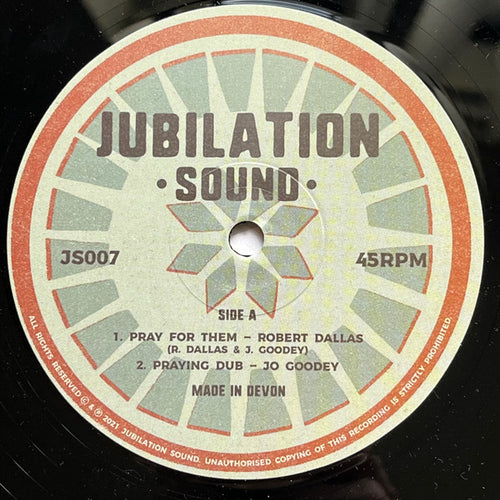 JUBILATION
• SOUND •
JS007
45RPM
SIDE A
1. PRAY FOR THEM – ROBERT DALLAS
(R. DALLAS & J. GOODEY)
2. PRAYING DUB – JO GOODEY
MADE IN DEVON
ALL RIGHTS RESERVED © & ℗ 2021 JUBILATION SOUND. UNAUTHORISED COPYING OF THIS RECORDING IS STRICTLY PROHIBITED.